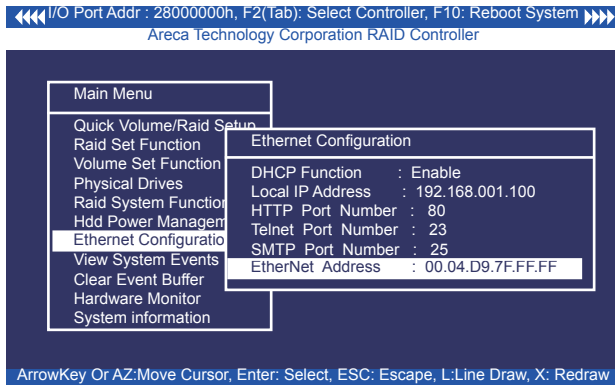 I/O Port Addr : 28000000h, F2(Tab): Select Controller, F10: Reboot System
Areca Technology Corporation RAID Controller
Main Menu
Quick Volume/Raid Setup
Raid Set Function
Volume Set Function
Physical Drives
Raid System Function
Hdd Power Managem
Ethernet Configuratio
View System Events
Clear Event Buffer
Hardware Monitor
System information
Ethernet Configuration
DHCP Function : Enable
Local IP Address : 192.168.001.100
HTTP Port Number : 80
Telnet Port Number : 23
SMTP Port Number : 25
EtherNet Address : 00.04.D9.7F.FF.FF
ArrowKey Or AZ:Move Cursor, Enter: Select, ESC: Escape, L:Line Draw, X: Redraw